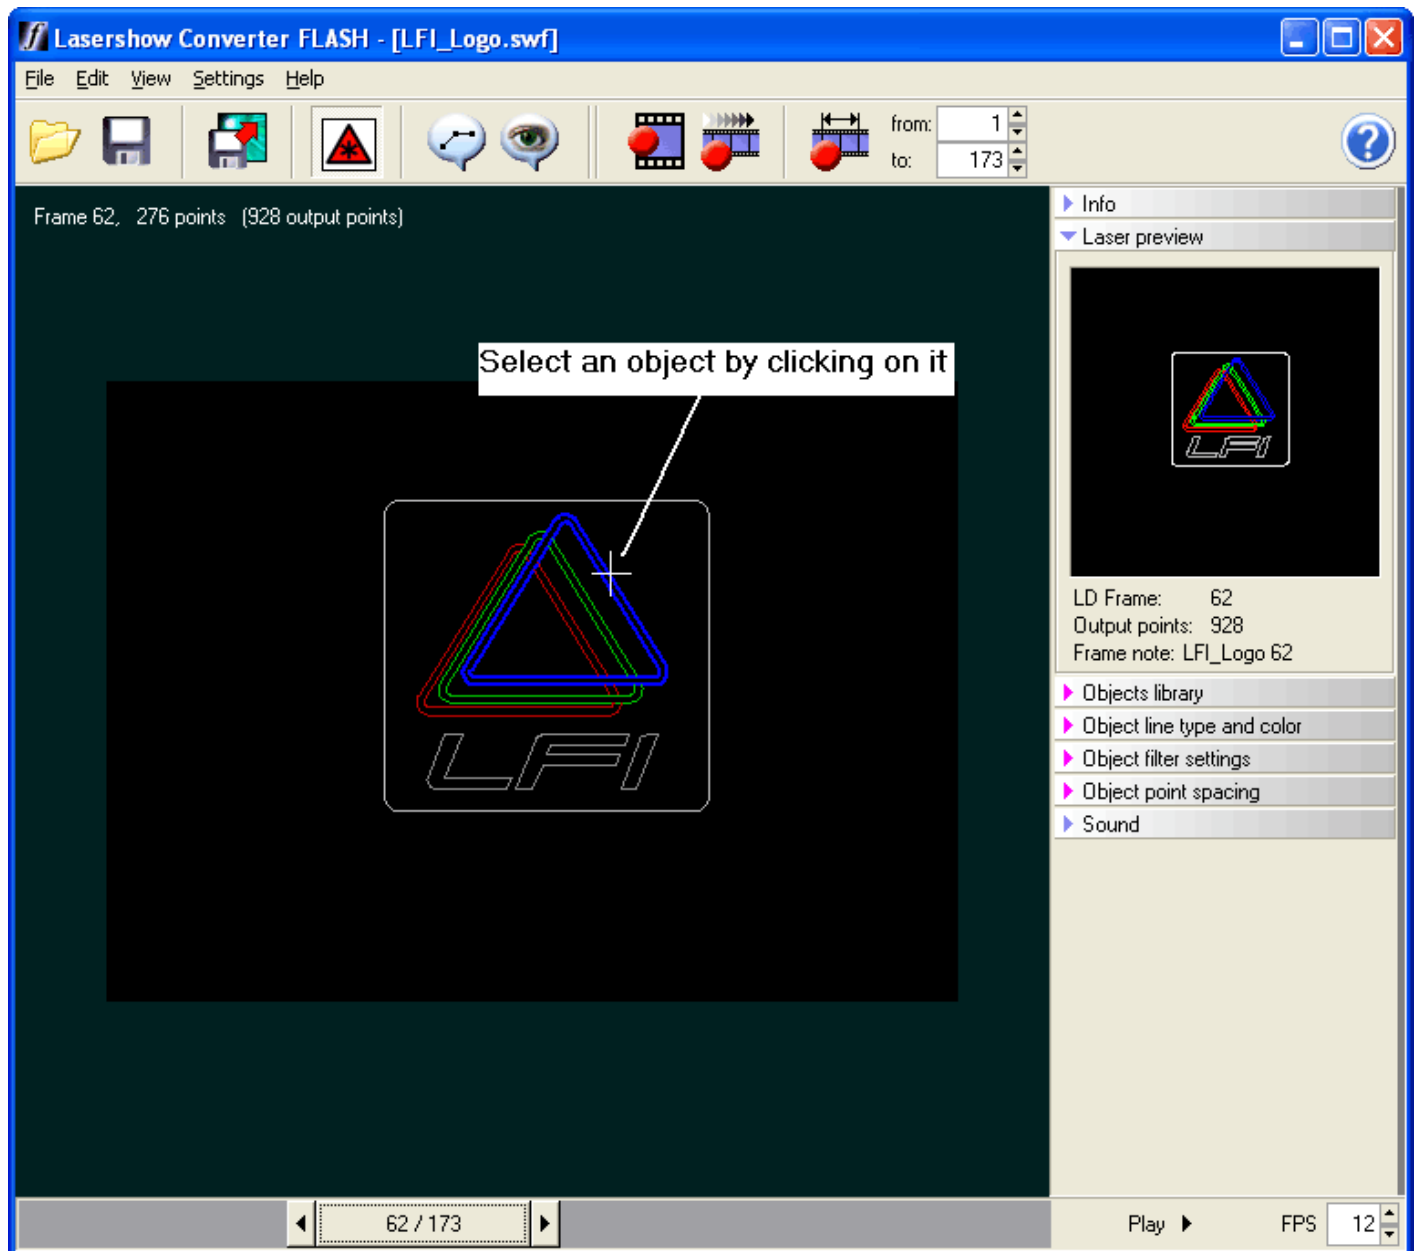 Lasershow Converter FLASH - [LFI_Logo.swf]
File Edit View Settings Help
from: 1
to: 173
Frame 62, 276 points (928 output points)
Select an object by clicking on it
LFI
Info
Laser preview
LFI
LD Frame: 62
Output points: 928
Frame note: LFI_Logo 62
Objects library
Object line type and color
Object filter settings
Object point spacing
Sound
62 / 173
Play
FPS 12